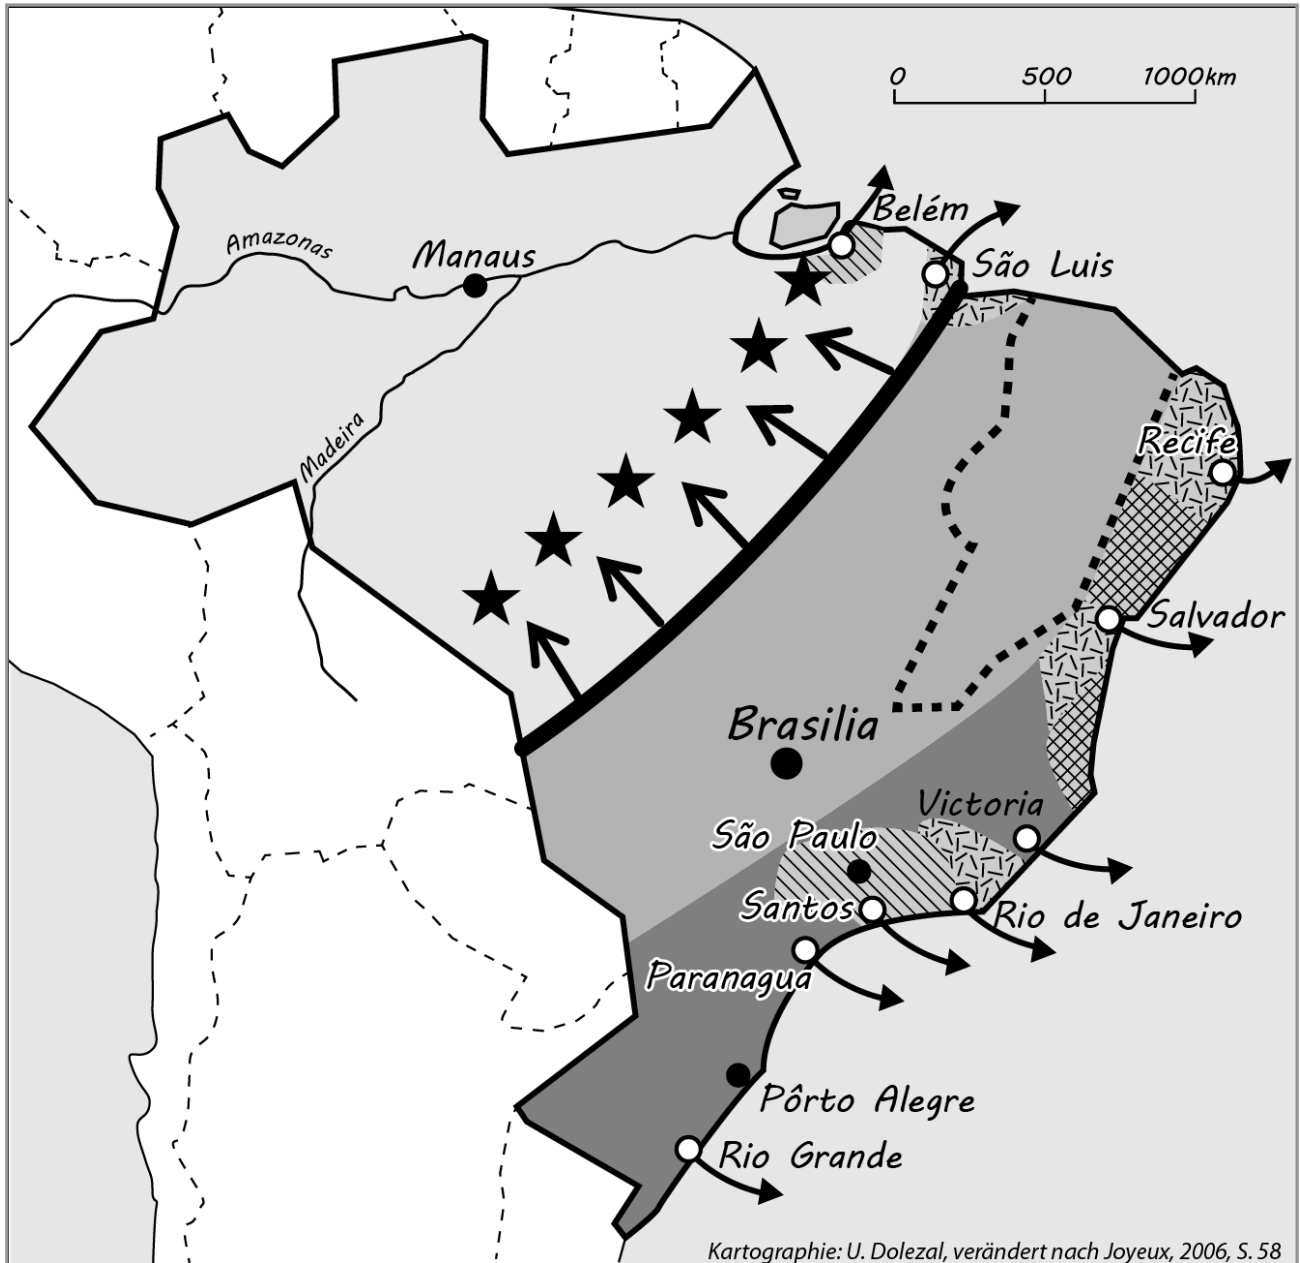 0 500 1000km
Belém
Amazonas
Manaus
São Luis
Madeira
Recife
Salvador
Brasilia
Victoria
São Paulo
Santos
Rio de Janeiro
Paranaguá
Pôrto Alegre
Rio Grande
Kartographie: U. Dolezal, verändert nach Joyeux, 2006, S. 58